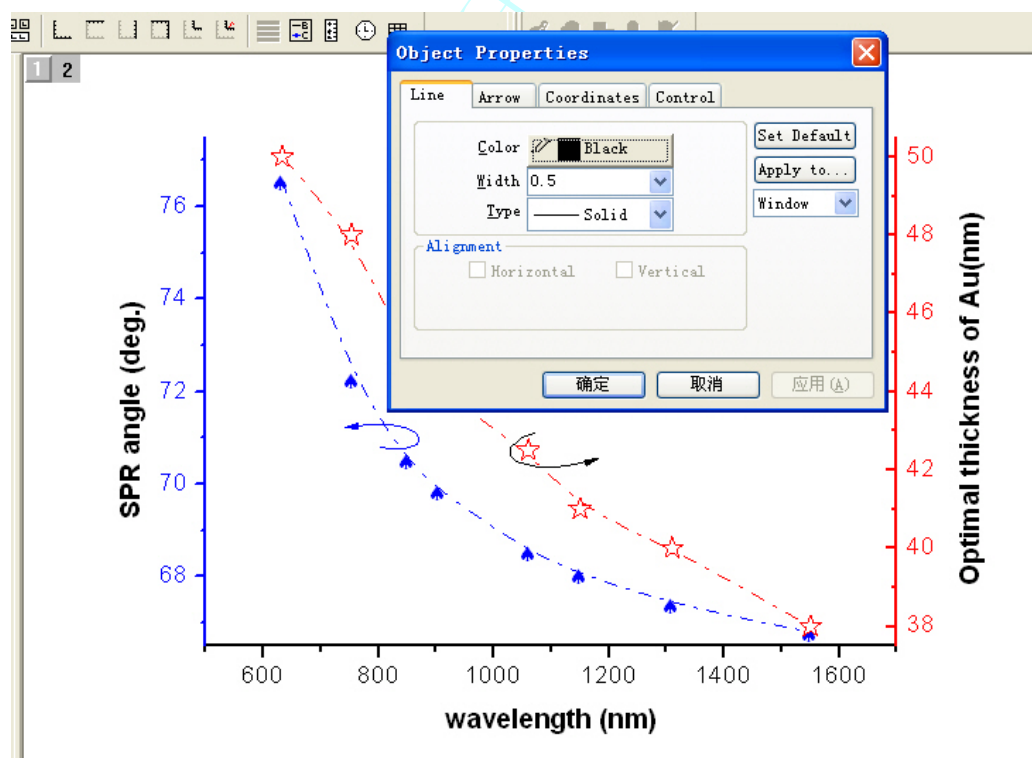 1 2
Object Properties
Line Arrow Coordinates Control
Color Black
Width 0.5
Type Solid
Set Default
Apply to...
Window
Alignment
Horizontal Vertical
确定 取消 应用(A)
SPR angle (deg.)
76
74
72
70
68
50
48
46
44
42
40
38
Optimal thickness of Au(nm)
600 800 1000 1200 1400 1600
wavelength (nm)